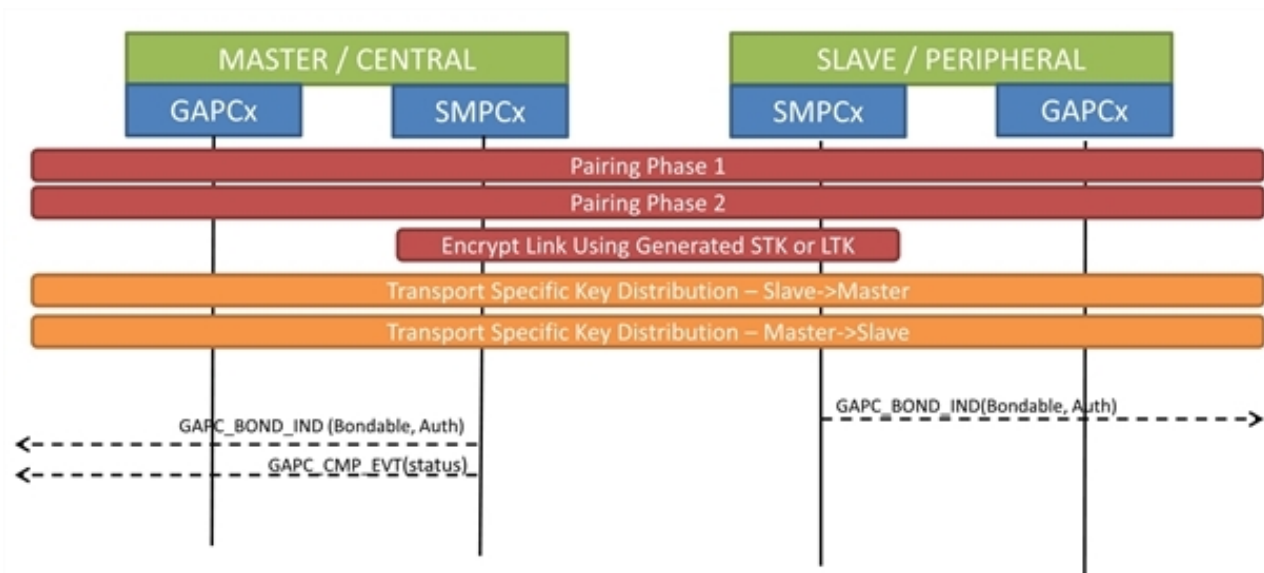 MASTER / CENTRAL
SLAVE / PERIPHERAL
GAPCx
SMPCx
SMPCx
GAPCx
Pairing Phase 1
Pairing Phase 2
Encrypt Link Using Generated STK or LTK
Transport Specific Key Distribution – Slave->Master
Transport Specific Key Distribution – Master->Slave
GAPC_BOND_IND(Bondable, Auth)
GAPC_BOND_IND (Bondable, Auth)
GAPC_CMP_EVT(status)